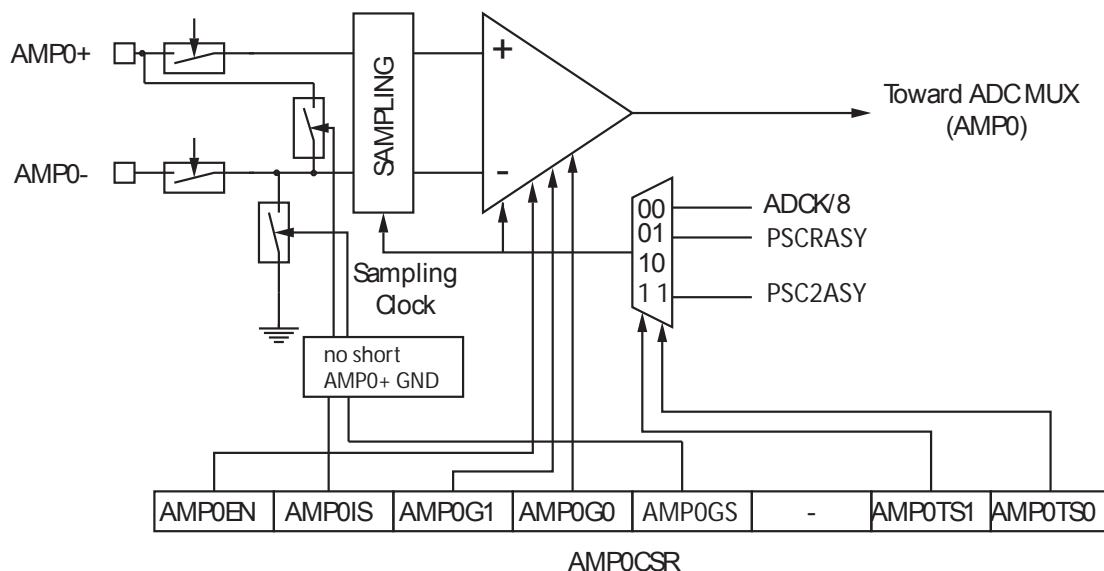 AMP0+
AMP0-
SAMPLING
+
-
Toward ADC MUX
(AMP0)
00
01
10
11
ADCK/8
PSCRASY
PSC2ASY
Sampling
Clock
no short
AMP0+ GND
AMP0EN AMP0IS AMP0G1 AMP0G0 AMP0GS - AMP0TS1 AMP0TS0
AMP0CSR